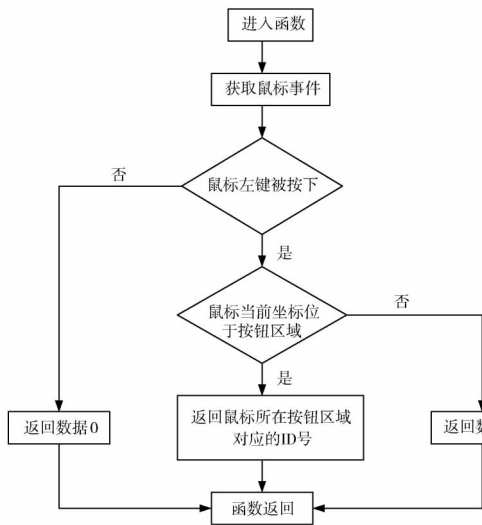 进入函数
获取鼠标事件
鼠标左键被按下
否
是
鼠标当前坐标位
于按钮区域
否
是
返回鼠标所在按钮区域
对应的ID号
返回数据0
返回数
函数返回